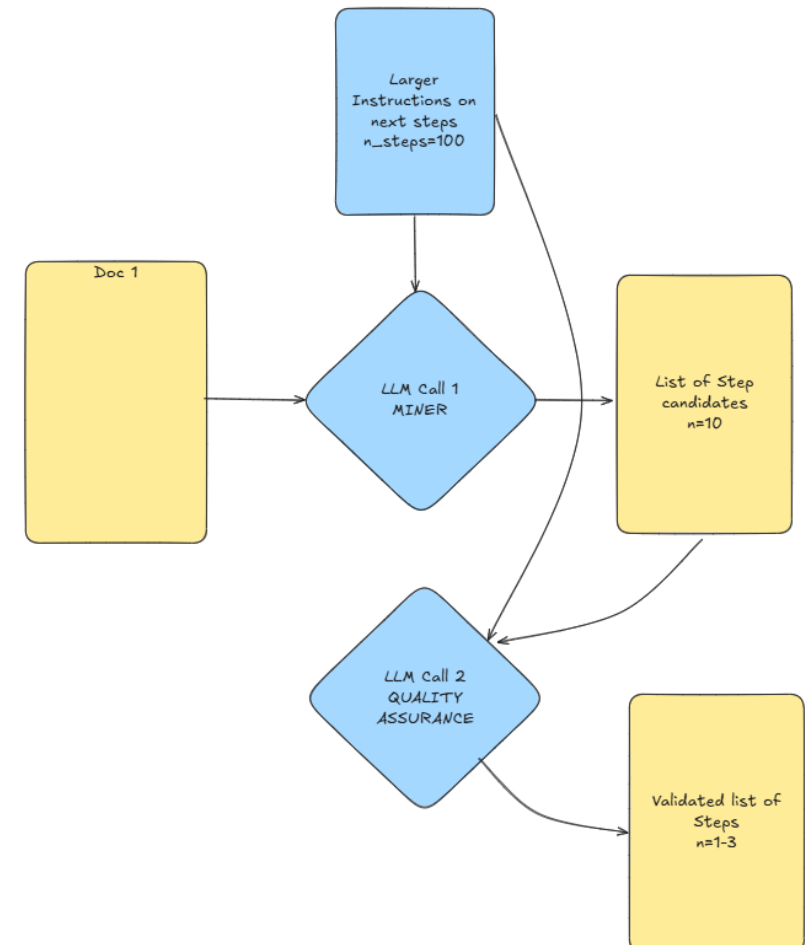 Larger
Instructions on
next steps
n_steps=100
Doc 1
LLM Call 1
MINER
List of Step
candidates
n=10
LLM Call 2
QUALITY
ASSURANCE
Validated list of
Steps
n=1-3